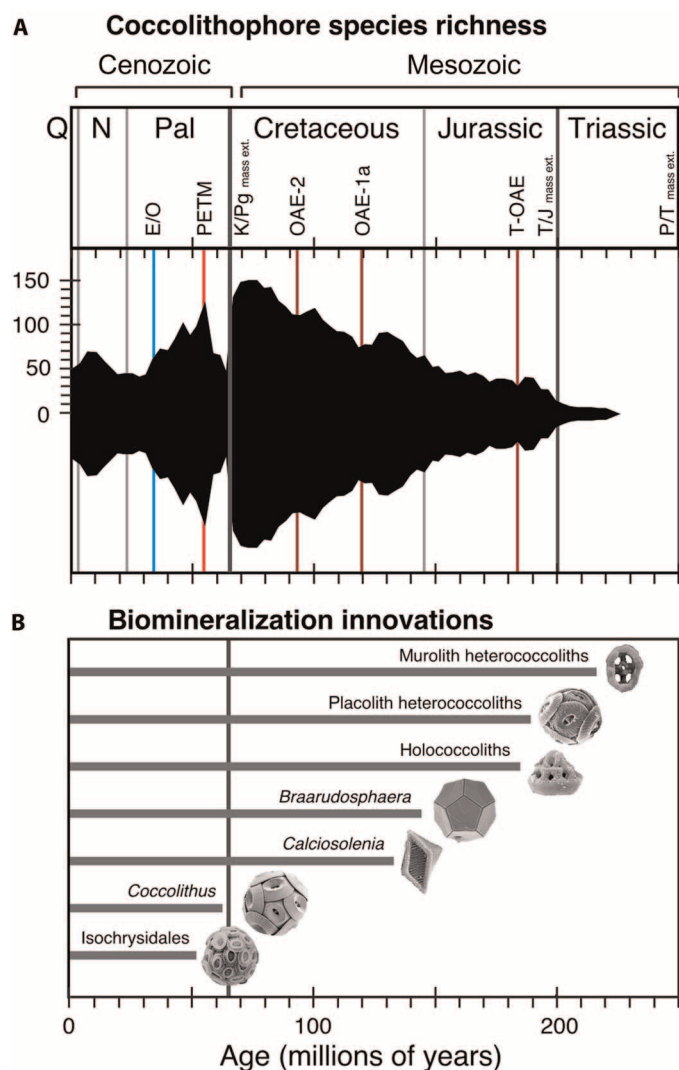 A Coccolithophore species richness
Cenozoic Mesozoic
Q N Pal Cretaceous Jurassic Triassic
E/O
PETM
K/Pg mass ext.
OAE-2
OAE-1a
T-OAE
T/J mass ext.
P/T mass ext.
150
100
50
0
B Biomineralization innovations
Murolith heterococcoliths
Placolith heterococcoliths
Holococcoliths
Braarudosphaera
Calciosolenia
Coccolithus
Isochrysidales
0 100 200
Age (millions of years)